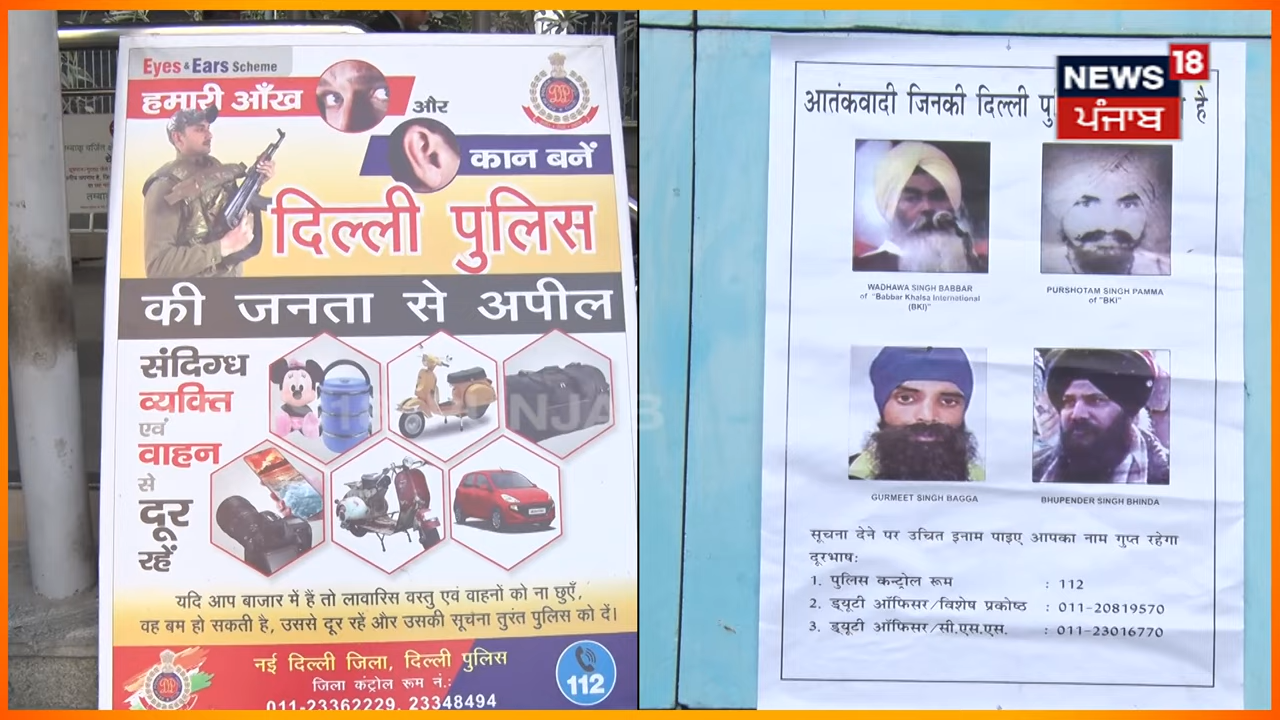 Eyes & Ears Scheme
हमारी आँख
और
कान बनें
दिल्ली पुलिस
की जनता से अपील
संदिग्ध
व्यक्ति
एवं
वाहन
से
दूर
रहें
यदि आप बाजार में हैं तो लावारिस वस्तु एवं वाहनों को ना छुएँ,
वह बम हो सकती है, उससे दूर रहें और उसकी सूचना तुरंत पुलिस को दें।
नई दिल्ली जिला, दिल्ली पुलिस
जिला कंट्रोल रूम नं.:
011-23362229, 23348494
112
NEWS 18
ਪੰਜਾਬ
आतंकवादी जिनकी दिल्ली है
WADHAWA SINGH BABBAR
of "Babbar Khalsa International
(BKI)"
PURSHOTAM SINGH PAMMA
of "BKI"
GURMEET SINGH BAGGA
BHUPENDER SINGH BHINDA
सूचना देने पर उचित इनाम पाइए आपका नाम गुप्त रहेगा
दूरभाष:
1. पुलिस कन्ट्रोल रूम : 112
2. ड्यूटी ऑफिसर/विशेष प्रकोष्ठ : 011-20819570
3. ड्यूटी ऑफिसर/सी.एस.एस. : 011-23016770